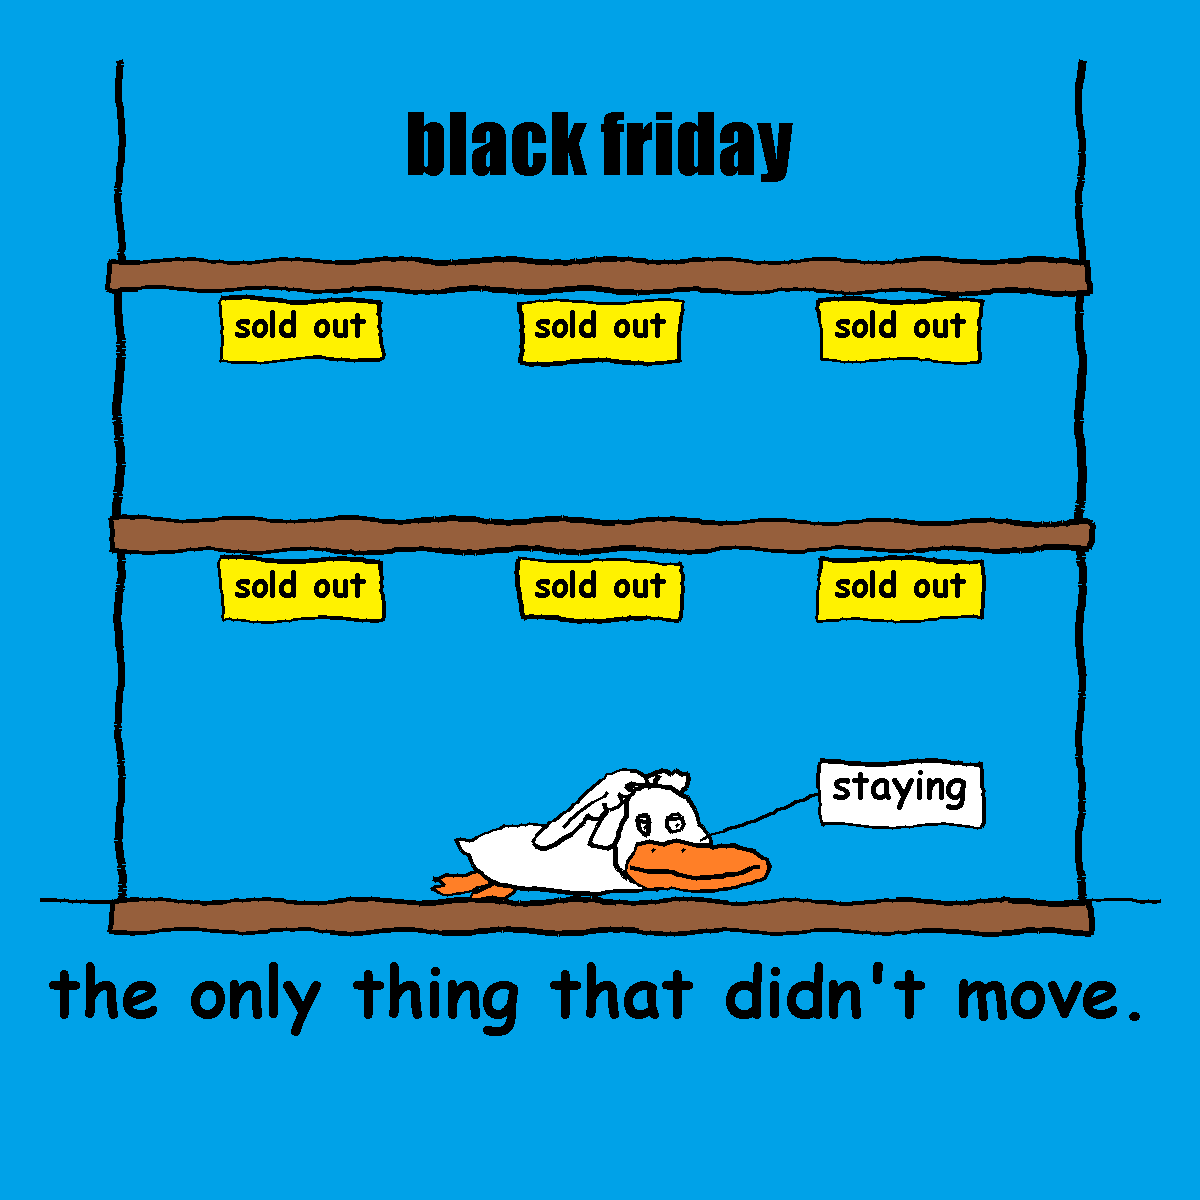 black friday
sold out sold out sold out
sold out sold out sold out
staying
the only thing that didn't move.